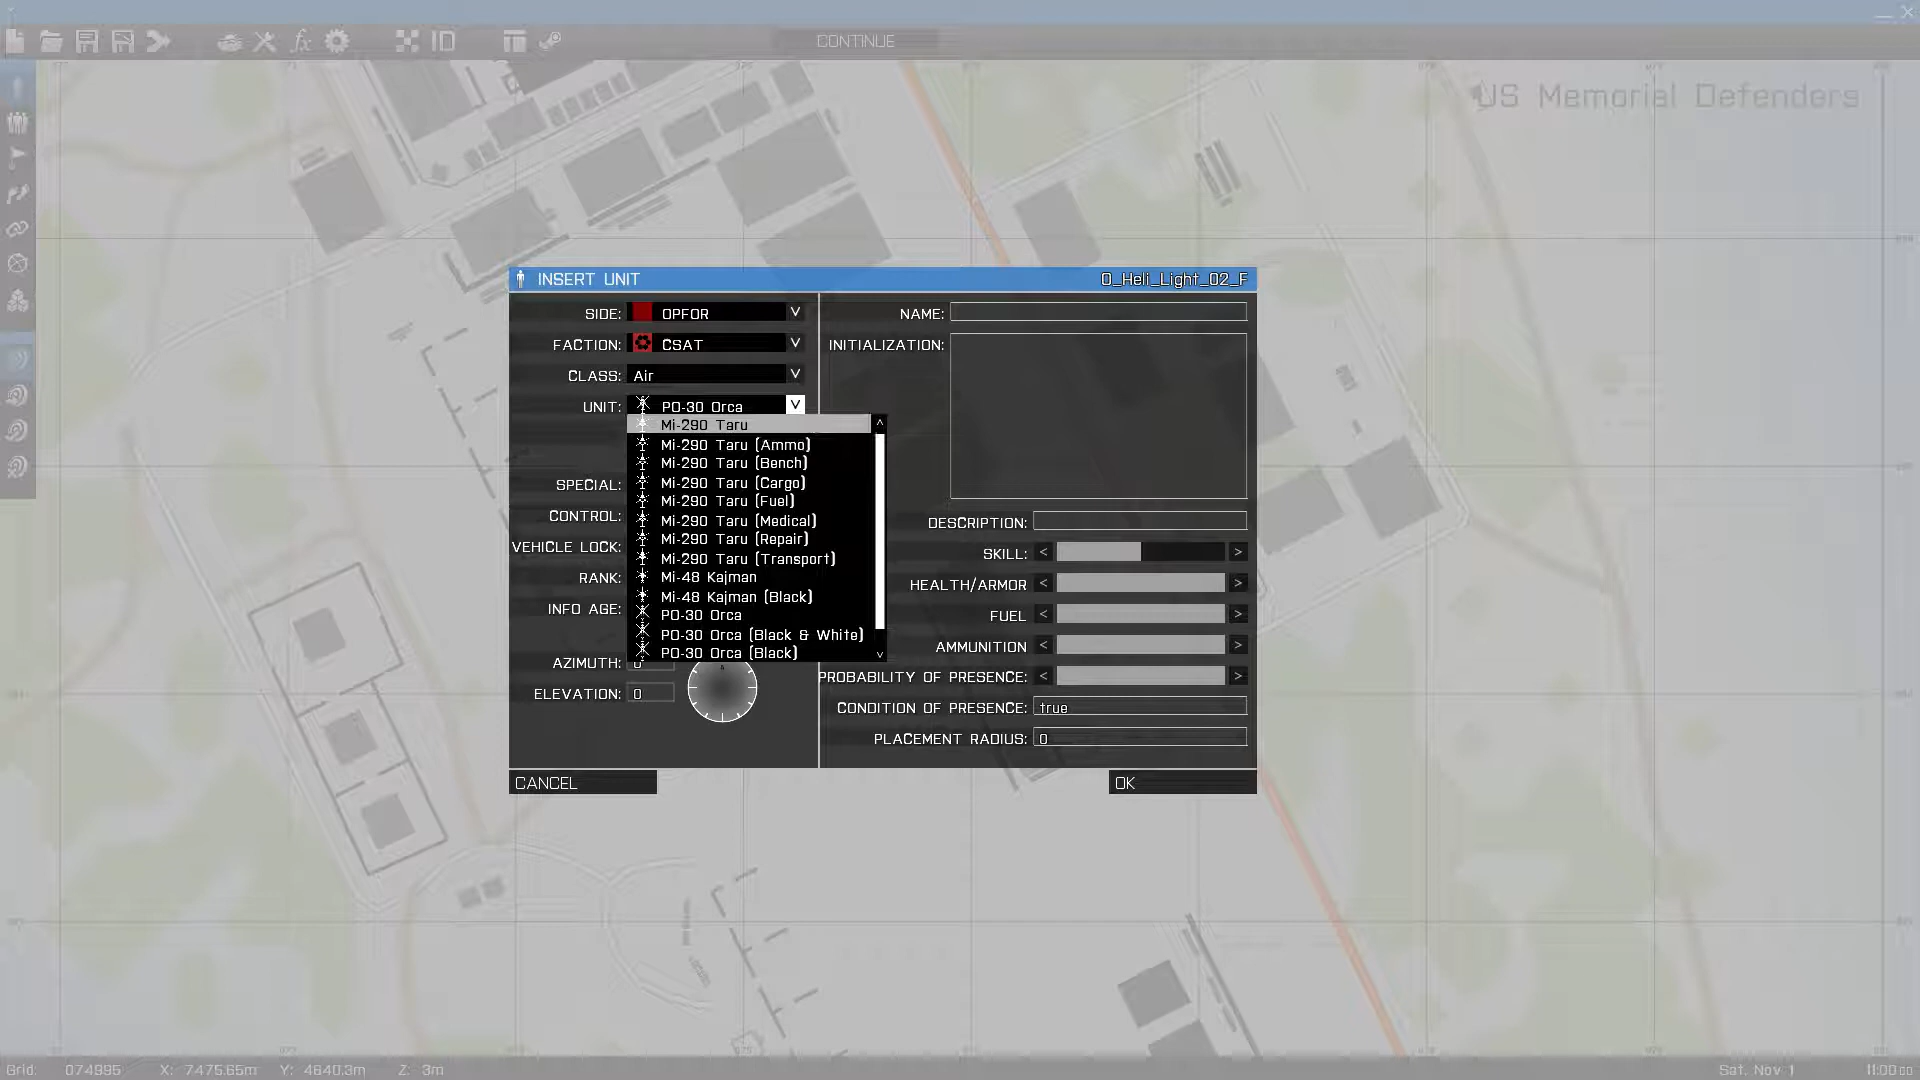 CONTINUE
US Memorial Defenders
INSERT UNIT O_Heli_Light_02_F
SIDE: OPFOR
FACTION: CSAT
CLASS: Air
UNIT: PO-30 Orca
Mi-290 Taru
Mi-290 Taru (Ammo)
Mi-290 Taru (Bench)
Mi-290 Taru (Cargo)
Mi-290 Taru (Fuel)
Mi-290 Taru (Medical)
Mi-290 Taru (Repair)
Mi-290 Taru (Transport)
Mi-48 Kajman
Mi-48 Kajman (Black)
PO-30 Orca
PO-30 Orca (Black & White)
PO-30 Orca (Black)
SPECIAL:
CONTROL:
VEHICLE LOCK:
RANK:
INFO AGE:
AZIMUTH: 0
ELEVATION: 0
NAME:
INITIALIZATION:
DESCRIPTION:
SKILL:
HEALTH/ARMOR
FUEL
AMMUNITION
PROBABILITY OF PRESENCE:
CONDITION OF PRESENCE: true
PLACEMENT RADIUS: 0
CANCEL
OK
Grid: 074995 X: 7475.65m Y: 4640.3m Z: 3m
Sat. Nov 1 11:00:00